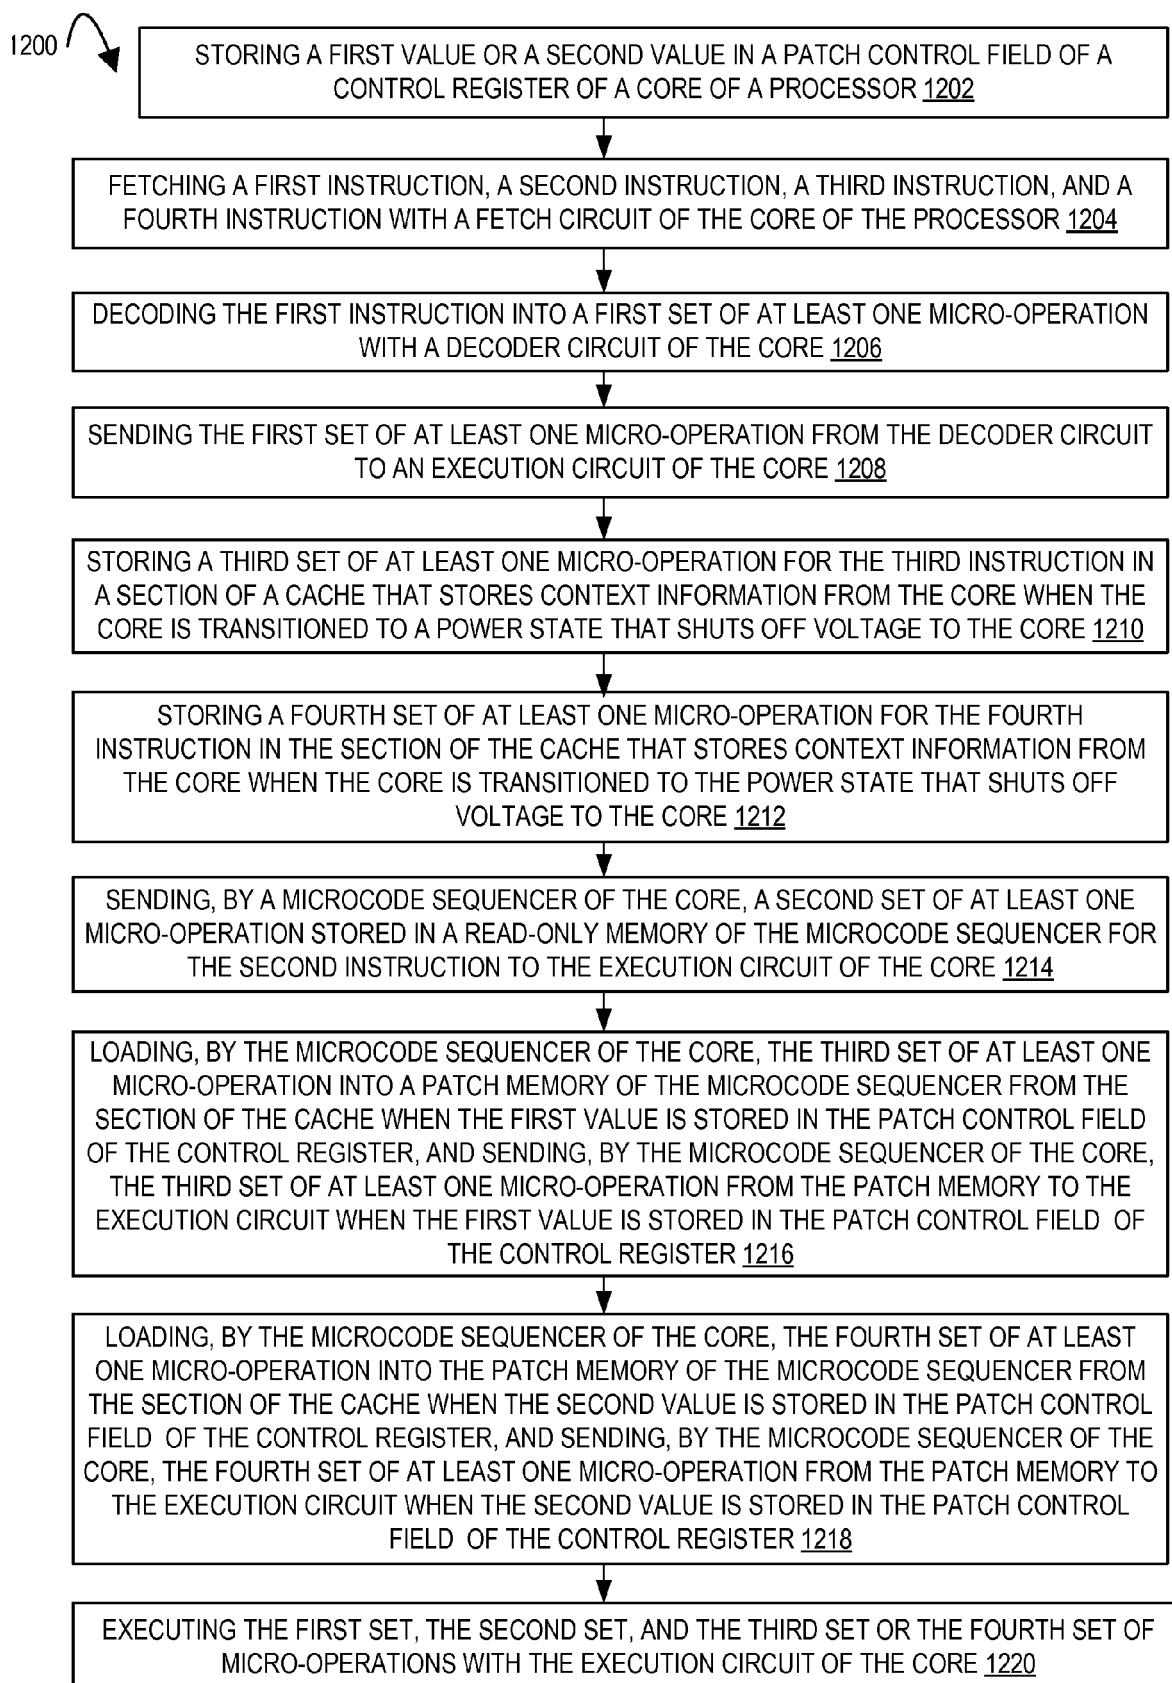 1200
STORING A FIRST VALUE OR A SECOND VALUE IN A PATCH CONTROL FIELD OF A
CONTROL REGISTER OF A CORE OF A PROCESSOR 1202
FETCHING A FIRST INSTRUCTION, A SECOND INSTRUCTION, A THIRD INSTRUCTION, AND A
FOURTH INSTRUCTION WITH A FETCH CIRCUIT OF THE CORE OF THE PROCESSOR 1204
DECODING THE FIRST INSTRUCTION INTO A FIRST SET OF AT LEAST ONE MICRO-OPERATION
WITH A DECODER CIRCUIT OF THE CORE 1206
SENDING THE FIRST SET OF AT LEAST ONE MICRO-OPERATION FROM THE DECODER CIRCUIT
TO AN EXECUTION CIRCUIT OF THE CORE 1208
STORING A THIRD SET OF AT LEAST ONE MICRO-OPERATION FOR THE THIRD INSTRUCTION IN
A SECTION OF A CACHE THAT STORES CONTEXT INFORMATION FROM THE CORE WHEN THE
CORE IS TRANSITIONED TO A POWER STATE THAT SHUTS OFF VOLTAGE TO THE CORE 1210
STORING A FOURTH SET OF AT LEAST ONE MICRO-OPERATION FOR THE FOURTH
INSTRUCTION IN THE SECTION OF THE CACHE THAT STORES CONTEXT INFORMATION FROM
THE CORE WHEN THE CORE IS TRANSITIONED TO THE POWER STATE THAT SHUTS OFF
VOLTAGE TO THE CORE 1212
SENDING, BY A MICROCODE SEQUENCER OF THE CORE, A SECOND SET OF AT LEAST ONE
MICRO-OPERATION STORED IN A READ-ONLY MEMORY OF THE MICROCODE SEQUENCER FOR
THE SECOND INSTRUCTION TO THE EXECUTION CIRCUIT OF THE CORE 1214
LOADING, BY THE MICROCODE SEQUENCER OF THE CORE, THE THIRD SET OF AT LEAST ONE
MICRO-OPERATION INTO A PATCH MEMORY OF THE MICROCODE SEQUENCER FROM THE
SECTION OF THE CACHE WHEN THE FIRST VALUE IS STORED IN THE PATCH CONTROL FIELD
OF THE CONTROL REGISTER, AND SENDING, BY THE MICROCODE SEQUENCER OF THE CORE,
THE THIRD SET OF AT LEAST ONE MICRO-OPERATION FROM THE PATCH MEMORY TO THE
EXECUTION CIRCUIT WHEN THE FIRST VALUE IS STORED IN THE PATCH CONTROL FIELD OF
THE CONTROL REGISTER 1216
LOADING, BY THE MICROCODE SEQUENCER OF THE CORE, THE FOURTH SET OF AT LEAST
ONE MICRO-OPERATION INTO THE PATCH MEMORY OF THE MICROCODE SEQUENCER FROM
THE SECTION OF THE CACHE WHEN THE SECOND VALUE IS STORED IN THE PATCH CONTROL
FIELD OF THE CONTROL REGISTER, AND SENDING, BY THE MICROCODE SEQUENCER OF THE
CORE, THE FOURTH SET OF AT LEAST ONE MICRO-OPERATION FROM THE PATCH MEMORY TO
THE EXECUTION CIRCUIT WHEN THE SECOND VALUE IS STORED IN THE PATCH CONTROL
FIELD OF THE CONTROL REGISTER 1218
EXECUTING THE FIRST SET, THE SECOND SET, AND THE THIRD SET OR THE FOURTH SET OF
MICRO-OPERATIONS WITH THE EXECUTION CIRCUIT OF THE CORE 1220